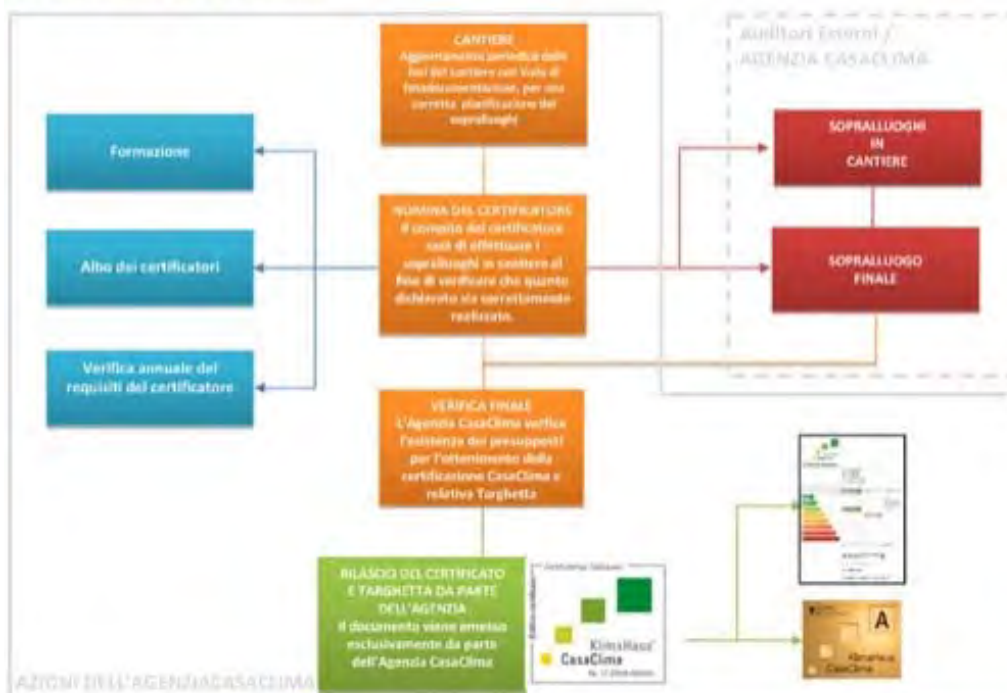 CANTIERE
Aggiornamento periodico delle
fasi del cantiere con invio di
fotodocumentazione, per una
corretta pianificazione dei
sopralluoghi
Auditori Esterni /
AGENZIA CASACLIMA
Formazione
SOPRALLUOGHI
IN
CANTIERE
NOMINA DEL CERTIFICATORE
Il compito del certificatore
sarà di effettuare i
sopralluoghi in cantiere al
fine di verificare che quanto
dichiarato sia
realizzato.
Albo dei certificatori
SOPRALLUOGO
FINALE
Verifica annuale dei
requisiti del certificatore
VERIFICA FINALE
L'Agenzia CasaClima verifica
l'esistenza dei presupposti
per l'ottenimento della
certificazione CasaClima e
relativa Targhetta
RILASCIO DEL CERTIFICATO
E TARGHETTA DA PARTE
DELL'AGENZIA
Il documento viene emesso
esclusivamente da parte
dell'Agenzia CasaClima
KlimaHaus
CasaClima
A
KlimaHaus
CasaClima
AZIONI DELL'AGENZIACASACLIMA